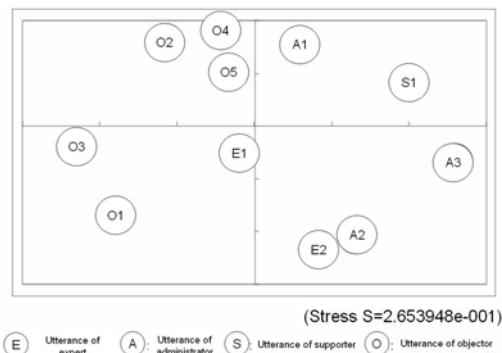 O4
O2
A1
O5
S1
O3
E1
A3
O1
A2
E2
(Stress S=2.653948e-001)
E Utterance of expert
A : Utterance of administrator
S : Utterance of supporter
O : Utterance of objector